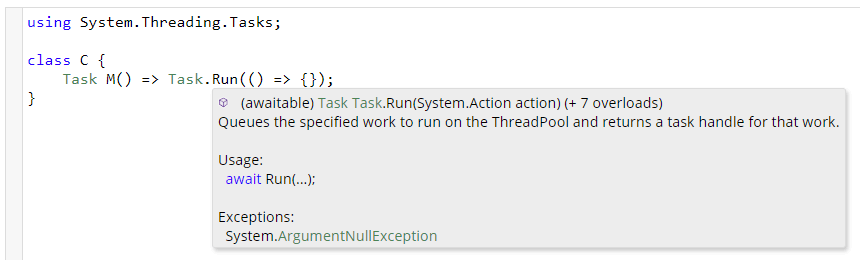 using System.Threading.Tasks;
class C {
    Task M() => Task.Run(() => {});
}
(awaitable) Task Task.Run(System.Action action) (+ 7 overloads)
Queues the specified work to run on the ThreadPool and returns a task handle for that work.
Usage:
  await Run(...);
Exceptions:
  System.ArgumentNullException